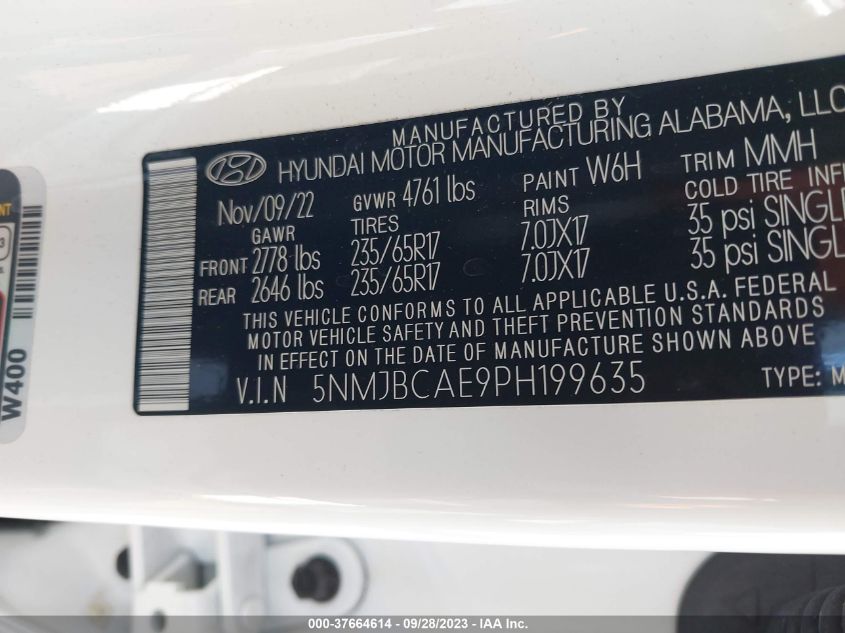 MANUFACTURED BY
HYUNDAI MOTOR MANUFACTURING ALABAMA, LLC
Nov/09/22 GVWR 4761 lbs PAINT W6H TRIM MMH
GAWR TIRES RIMS COLD TIRE INF
FRONT 2778 lbs 235/65R17 7.0JX17 35 psi SINGL
REAR 2646 lbs 235/65R17 7.0JX17 35 psi SINGL
THIS VEHICLE CONFORMS TO ALL APPLICABLE U.S.A. FEDERAL
MOTOR VEHICLE SAFETY AND THEFT PREVENTION STANDARDS
IN EFFECT ON THE DATE OF MANUFACTURE SHOWN ABOVE
V.I.N 5NMJBCAE9PH199635 TYPE: M
W400
000-37664614 - 09/28/2023 - IAA Inc.